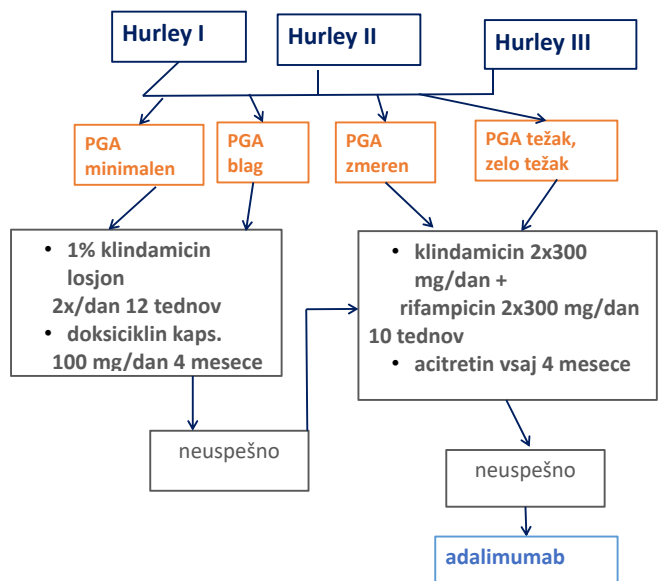 Hurley I
Hurley II
Hurley III
PGA
minimalen
PGA
blag
PGA
zmeren
PGA težak,
zelo težak
• 1% klindamicin
losjon
2x/dan 12 tednov
• doksiciklin kaps.
100 mg/dan 4 mesece
• klindamicin 2x300
mg/dan +
rifampicin 2x300 mg/dan
10 tednov
• acitretin vsaj 4 mesece
neuspešno
neuspešno
adalimumab